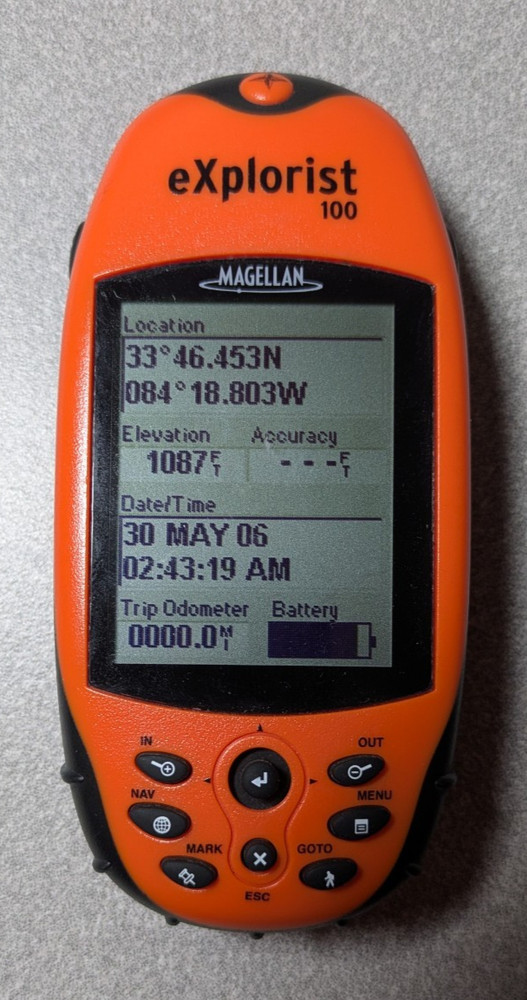 eXplorist
100
MAGELLAN
Location
33°46.453N
084°18.803W
Elevation Accuracy
1087FT ---FT
Date/Time
30 MAY 06
02:43:19 AM
Trip Odometer Battery
0000.0MI
IN OUT
NAV MENU
MARK GOTO
ESC